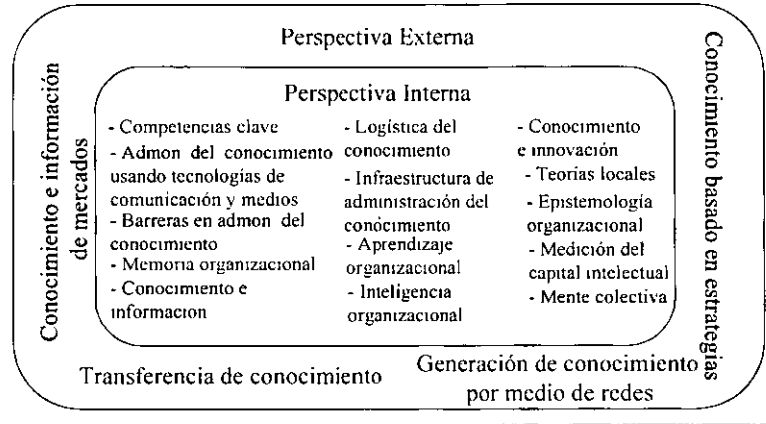 Perspectiva Externa
Conocimiento e información
de mercados
Perspectiva Interna
- Competencias clave
- Admon del conocimiento
usando tecnologías de
comunicación y medios
- Barreras en admon del
conocimiento
- Memoria organizacional
- Conocimiento e
informacion
- Logística del
conocimiento
- Infraestructura de
administración del
conocimiento
- Aprendizaje
organizacional
- Inteligencia
organizacional
- Conocimiento
e innovación
- Teorías locales
- Epistemología
organizacional
- Medición del
capital intelectual
- Mente colectiva
Conocimiento basado en estrategias
Transferencia de conocimiento
Generación de conocimiento
por medio de redes